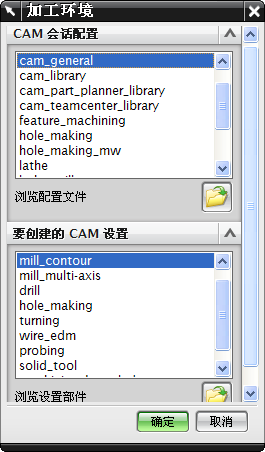 加工环境
CAM 会话配置
cam_general
cam_library
cam_part_planner_library
cam_teamcenter_library
feature_machining
hole_making
hole_making_mw
lathe
浏览配置文件
要创建的 CAM 设置
mill_contour
mill_multi-axis
drill
hole_making
turning
wire_edm
probing
solid_tool
浏览设置部件
确定
取消